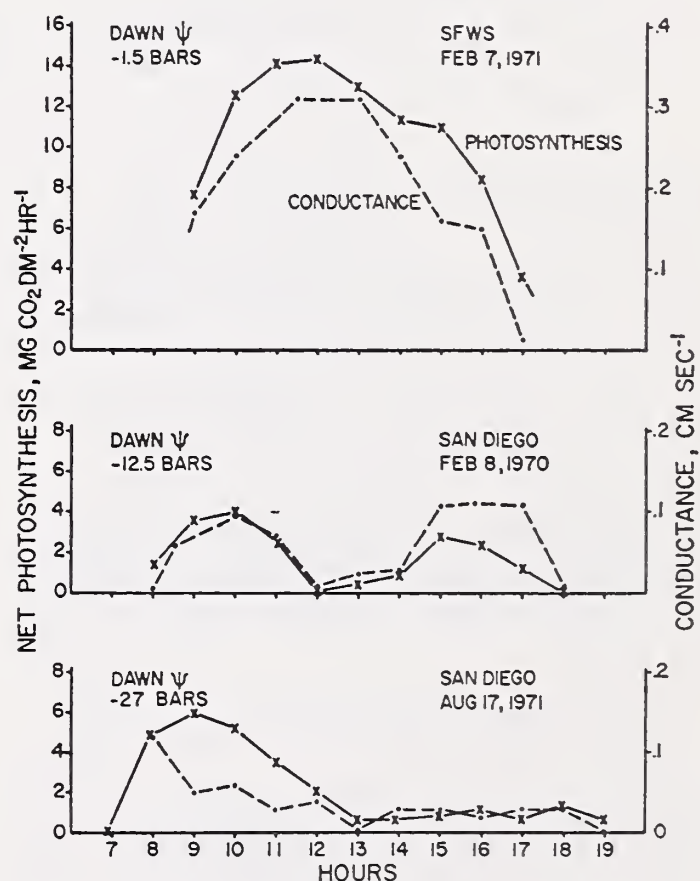 NET PHOTOSYNTHESIS, MG CO₂DM⁻²HR⁻¹
CONDUCTANCE, CM SEC⁻¹
16
14
12
10
8
6
4
2
0
DAWN Ψ
-1.5 BARS
SFWS
FEB 7, 1971
PHOTOSYNTHESIS
CONDUCTANCE
.4
.3
.2
.1
0
8
6
4
2
0
DAWN Ψ
-12.5 BARS
SAN DIEGO
FEB 8, 1970
.2
.1
0
8
6
4
2
0
DAWN Ψ
-27 BARS
SAN DIEGO
AUG 17, 1971
.2
.1
0
7 8 9 10 11 12 13 14 15 16 17 18 19
HOURS